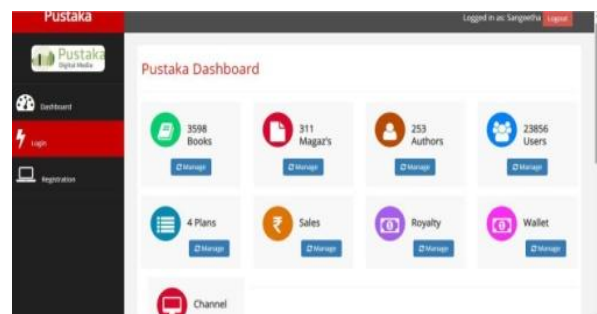 Pustaka
Logged in as: Sangeetha Logout
Pustaka
Digital Media
Pustaka Dashboard
Dashboard
Login
Registration
3598
Books
Manage
311
Magaz's
Manage
253
Authors
Manage
23856
Users
Manage
4 Plans
Manage
Sales
Manage
Royalty
Manage
Wallet
Manage
Channel